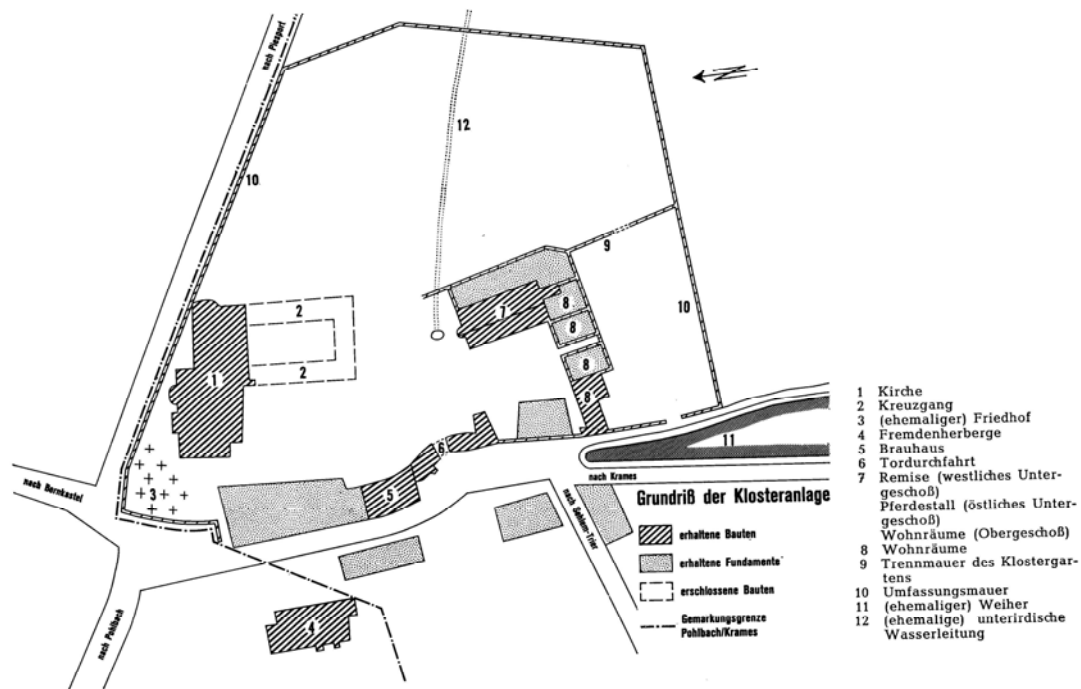 nach Piesport
12
10
9
10
2
8
7
8
8
2
1
8
11
6
nach Krames
3
5
nach Bernkastel
nach Sehlem-Trier
4
nach Pohlbach
Grundriß der Klosteranlage
erhaltene Bauten
erhaltene Fundamente
erschlossene Bauten
Gemarkungsgrenze
Pohlbach/Krames
1 Kirche
2 Kreuzgang
3 (ehemaliger) Friedhof
4 Fremdenherberge
5 Brauhaus
6 Tordurchfahrt
7 Remise (westliches Unter-
geschoß)
Pferdestall (östliches Unter-
geschoß)
Wohnräume (Obergeschoß)
8 Wohnräume
9 Trennmauer des Klostergar-
tens
10 Umfassungsmauer
11 (ehemaliger) Weiher
12 (ehemalige) unterirdische
Wasserleitung